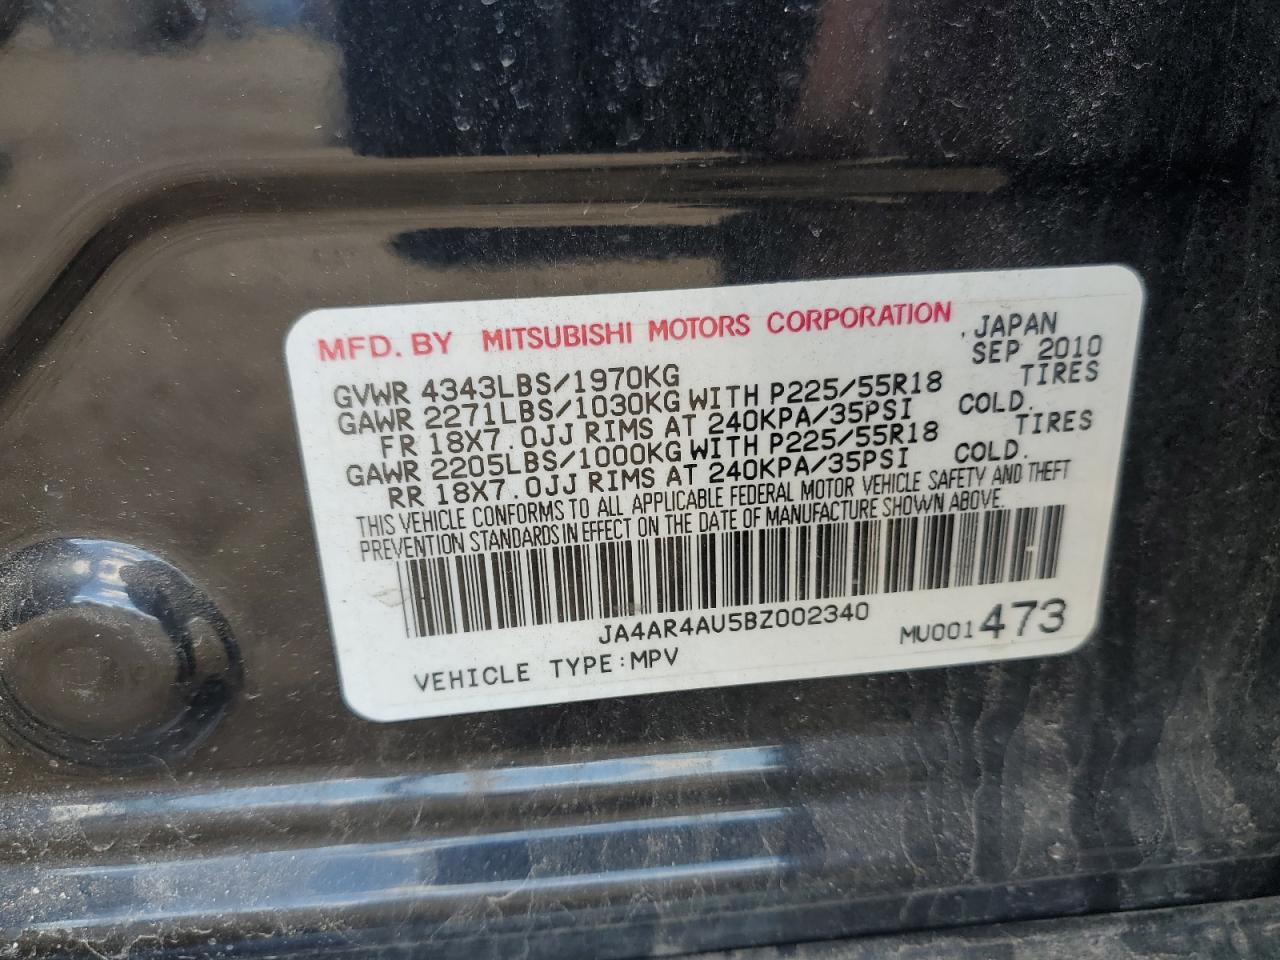 MFD. BY MITSUBISHI MOTORS CORPORATION , JAPAN
SEP 2010
GVWR 4343LBS/1970KG
GAWR 2271LBS/1030KG WITH P225/55R18 TIRES
FR 18X7.0JJ RIMS AT 240KPA/35PSI COLD.
GAWR 2205LBS/1000KG WITH P225/55R18 TIRES
RR 18X7.0JJ RIMS AT 240KPA/35PSI COLD.
THIS VEHICLE CONFORMS TO ALL APPLICABLE FEDERAL MOTOR VEHICLE SAFETY AND THEFT
PREVENTION STANDARDS IN EFFECT ON THE DATE OF MANUFACTURE SHOWN ABOVE.
JA4AR4AU5BZ002340
MU001473
VEHICLE TYPE:MPV